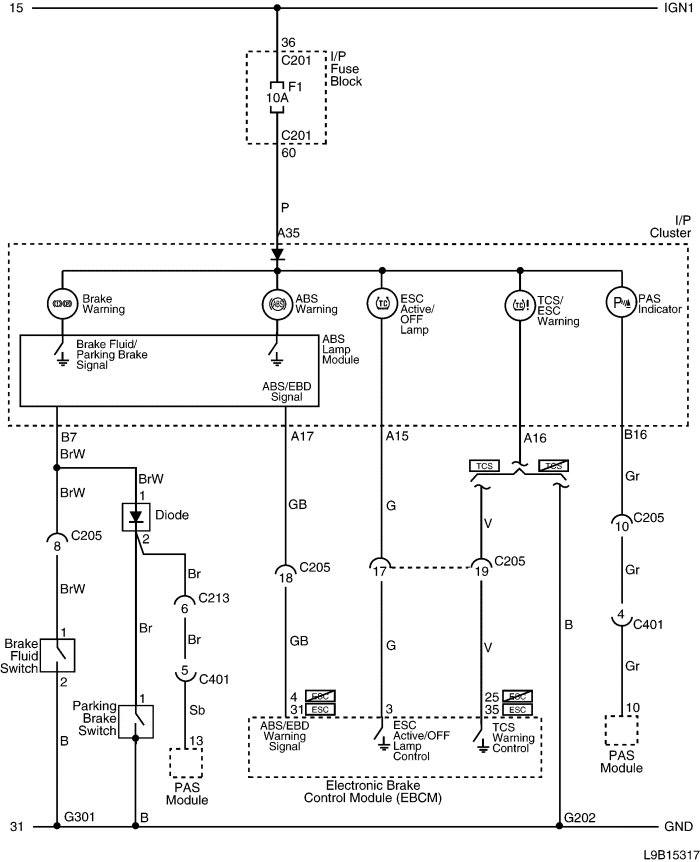 15
IGN1
36
C201
I/P
Fuse
Block
F1
10A
C201
60
P
A35
I/P
Cluster
Brake
Warning
ABS
ABS
Warning
TC
ESC
Active/
OFF
Lamp
TC !
TCS/
ESC
Warning
P
PAS
Indicator
Brake Fluid/
Parking Brake
Signal
ABS
Lamp
Module
ABS/EBD
Signal
B7
A17
A15
A16
B16
BrW
TCS
TCS
BrW
BrW
1
Diode
2
GB
G
V
Gr
C205
8
C205
10
C205
18
17
C205
19
Br
C213
6
Gr
BrW
Br
Br
GB
G
V
B
4
C401
Brake
Fluid
Switch
1
2
5
C401
Gr
Sb
Parking
Brake
Switch
1
4
ESC
31
ESC
3
25
ESC
35
ESC
10
B
13
ABS/EBD
Warning
Signal
ESC
Active/OFF
Lamp
Control
TCS
Warning
Control
PAS
Module
PAS
Module
Electronic Brake
Control Module (EBCM)
31
G301
B
G202
GND
L9B15317